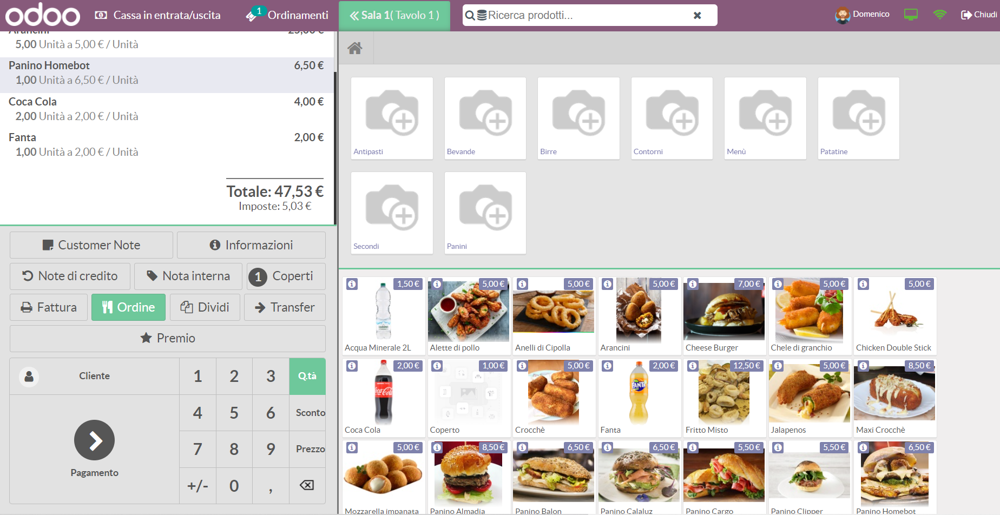 odoo
Cassa in entrata/uscita
1
Ordinamenti
Sala 1 ( Tavolo 1 )
Ricerca prodotti...
Domenico
Chiudi
Arancini 25,00 €
5,00 Unità a 5,00 € / Unità
Panino Homebot 6,50 €
1,00 Unità a 6,50 € / Unità
Coca Cola 4,00 €
2,00 Unità a 2,00 € / Unità
Fanta 2,00 €
1,00 Unità a 2,00 € / Unità
Totale: 47,53 €
Imposte: 5,03 €
Customer Note
Informazioni
Note di credito
Nota interna
1 Coperti
Fattura
Ordine
Dividi
Transfer
Premio
Cliente
1 2 3 Q.tà
4 5 6 Sconto
7 8 9 Prezzo
+/- 0 ,
Pagamento
Antipasti
Bevande
Birre
Contorni
Menù
Patatine
Secondi
Panini
1,50 €
Acqua Minerale 2L
5,00 €
Alette di pollo
5,00 €
Anelli di Cipolla
5,00 €
Arancini
7,00 €
Cheese Burger
5,00 €
Chele di granchio
5,00 €
Chicken Double Stick
2,00 €
Coca Cola
1,00 €
Coperto
5,00 €
Crocchè
2,00 €
FANTA
Fanta
12,50 €
Fritto Misto
5,00 €
Jalapenos
8,50 €
Maxi Crocchè
5,00 €
Mozzarella impanata
8,50 €
Panino Almadia
6,50 €
Panino Balon
6,50 €
Panino Calaluz
5,50 €
Panino Cargo
5,50 €
Panino Clipper
6,50 €
Panino Homebot